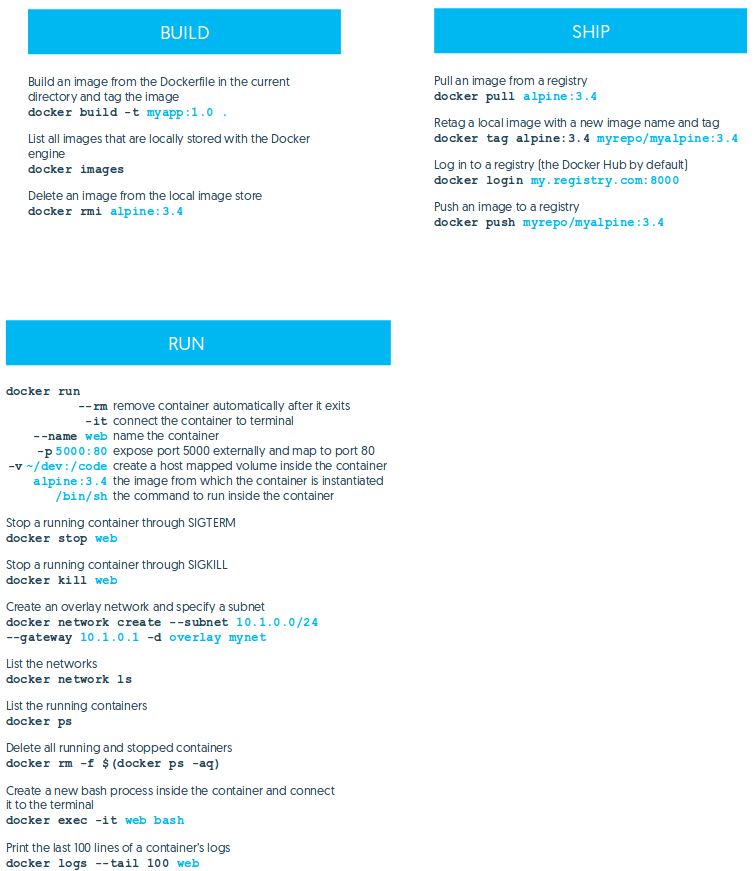 BUILD
Build an image from the Dockerfile in the current
directory and tag the image
docker build -t myapp:1.0 .
List all images that are locally stored with the Docker
engine
docker images
Delete an image from the local image store
docker rmi alpine:3.4
SHIP
Pull an image from a registry
docker pull alpine:3.4
Retag a local image with a new image name and tag
docker tag alpine:3.4 myrepo/myalpine:3.4
Log in to a registry (the Docker Hub by default)
docker login my.registry.com:8000
Push an image to a registry
docker push myrepo/myalpine:3.4
RUN
docker run
--rm remove container automatically after it exits
-it connect the container to terminal
--name web name the container
-p 5000:80 expose port 5000 externally and map to port 80
-v ~/dev:/code create a host mapped volume inside the container
alpine:3.4 the image from which the container is instantiated
/bin/sh the command to run inside the container
Stop a running container through SIGTERM
docker stop web
Stop a running container through SIGKILL
docker kill web
Create an overlay network and specify a subnet
docker network create --subnet 10.1.0.0/24
--gateway 10.1.0.1 -d overlay mynet
List the networks
docker network ls
List the running containers
docker ps
Delete all running and stopped containers
docker rm -f $(docker ps -aq)
Create a new bash process inside the container and connect
it to the terminal
docker exec -it web bash
Print the last 100 lines of a container's logs
docker logs --tail 100 web